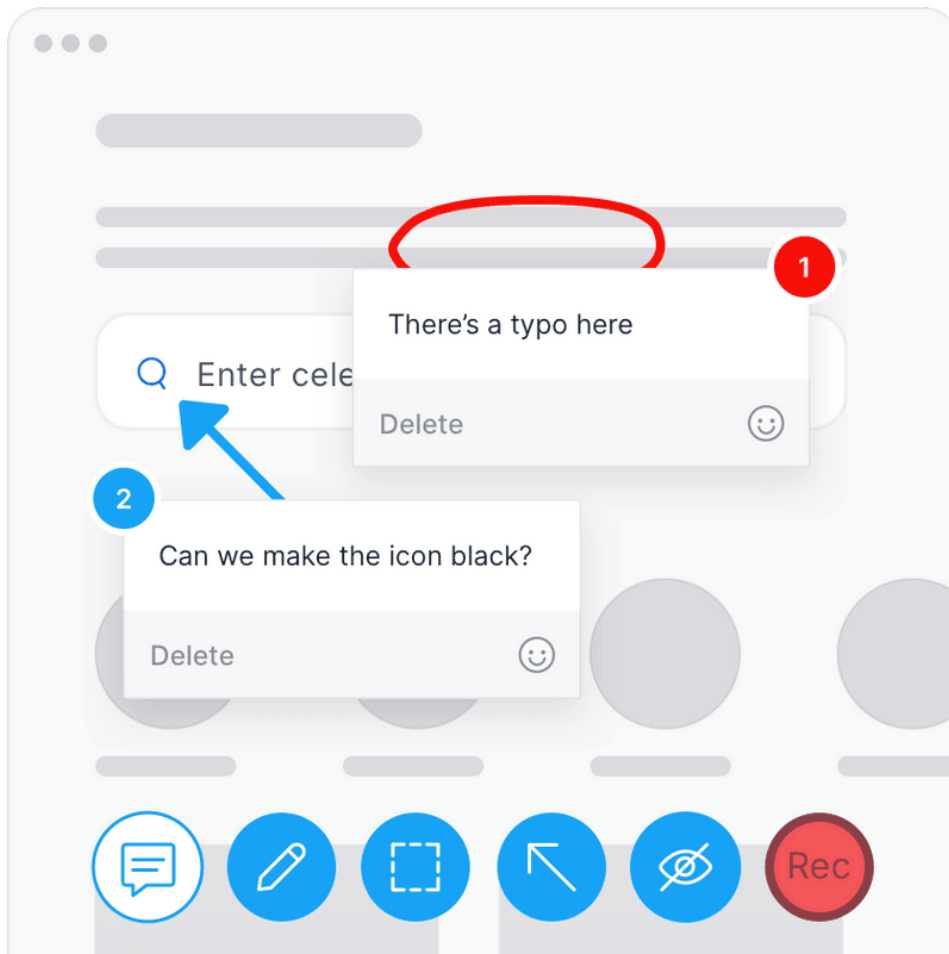 1
There’s a typo here
Enter cele
Delete
2
Can we make the icon black?
Delete
Rec